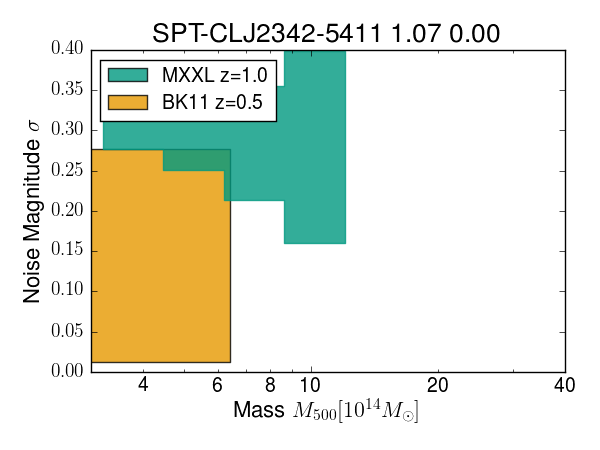 SPT-CLJ2342-5411 1.07 0.00
MXXL z=1.0
BK11 z=0.5
Noise Magnitude σ
0.40
0.35
0.30
0.25
0.20
0.15
0.10
0.05
0.00
4 6 8 10 20 40
Mass M₅₀₀[10¹⁴M☉]